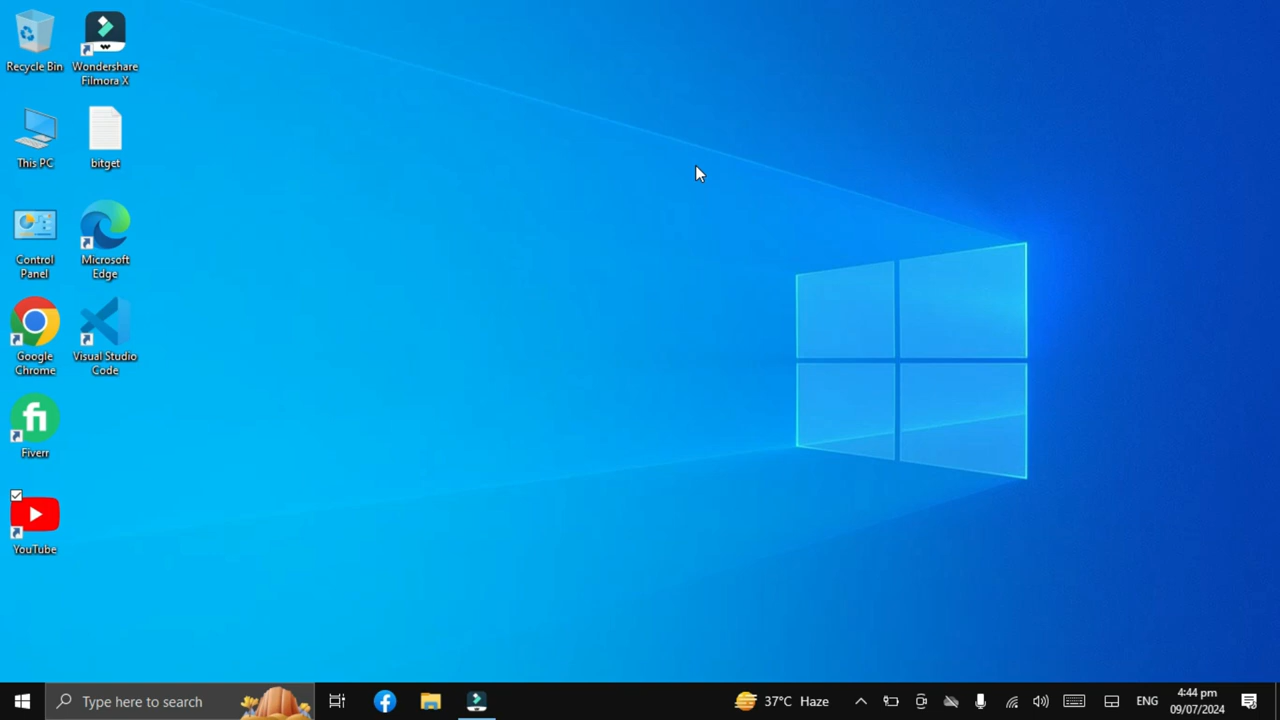 Recycle Bin
Wondershare
Filmora X
This PC
bitget
Control
Panel
Microsoft
Edge
Google
Chrome
Visual Studio
Code
fi
Fiverr
YouTube
Type here to search
37°C Haze
ENG
4:44 pm
09/07/2024